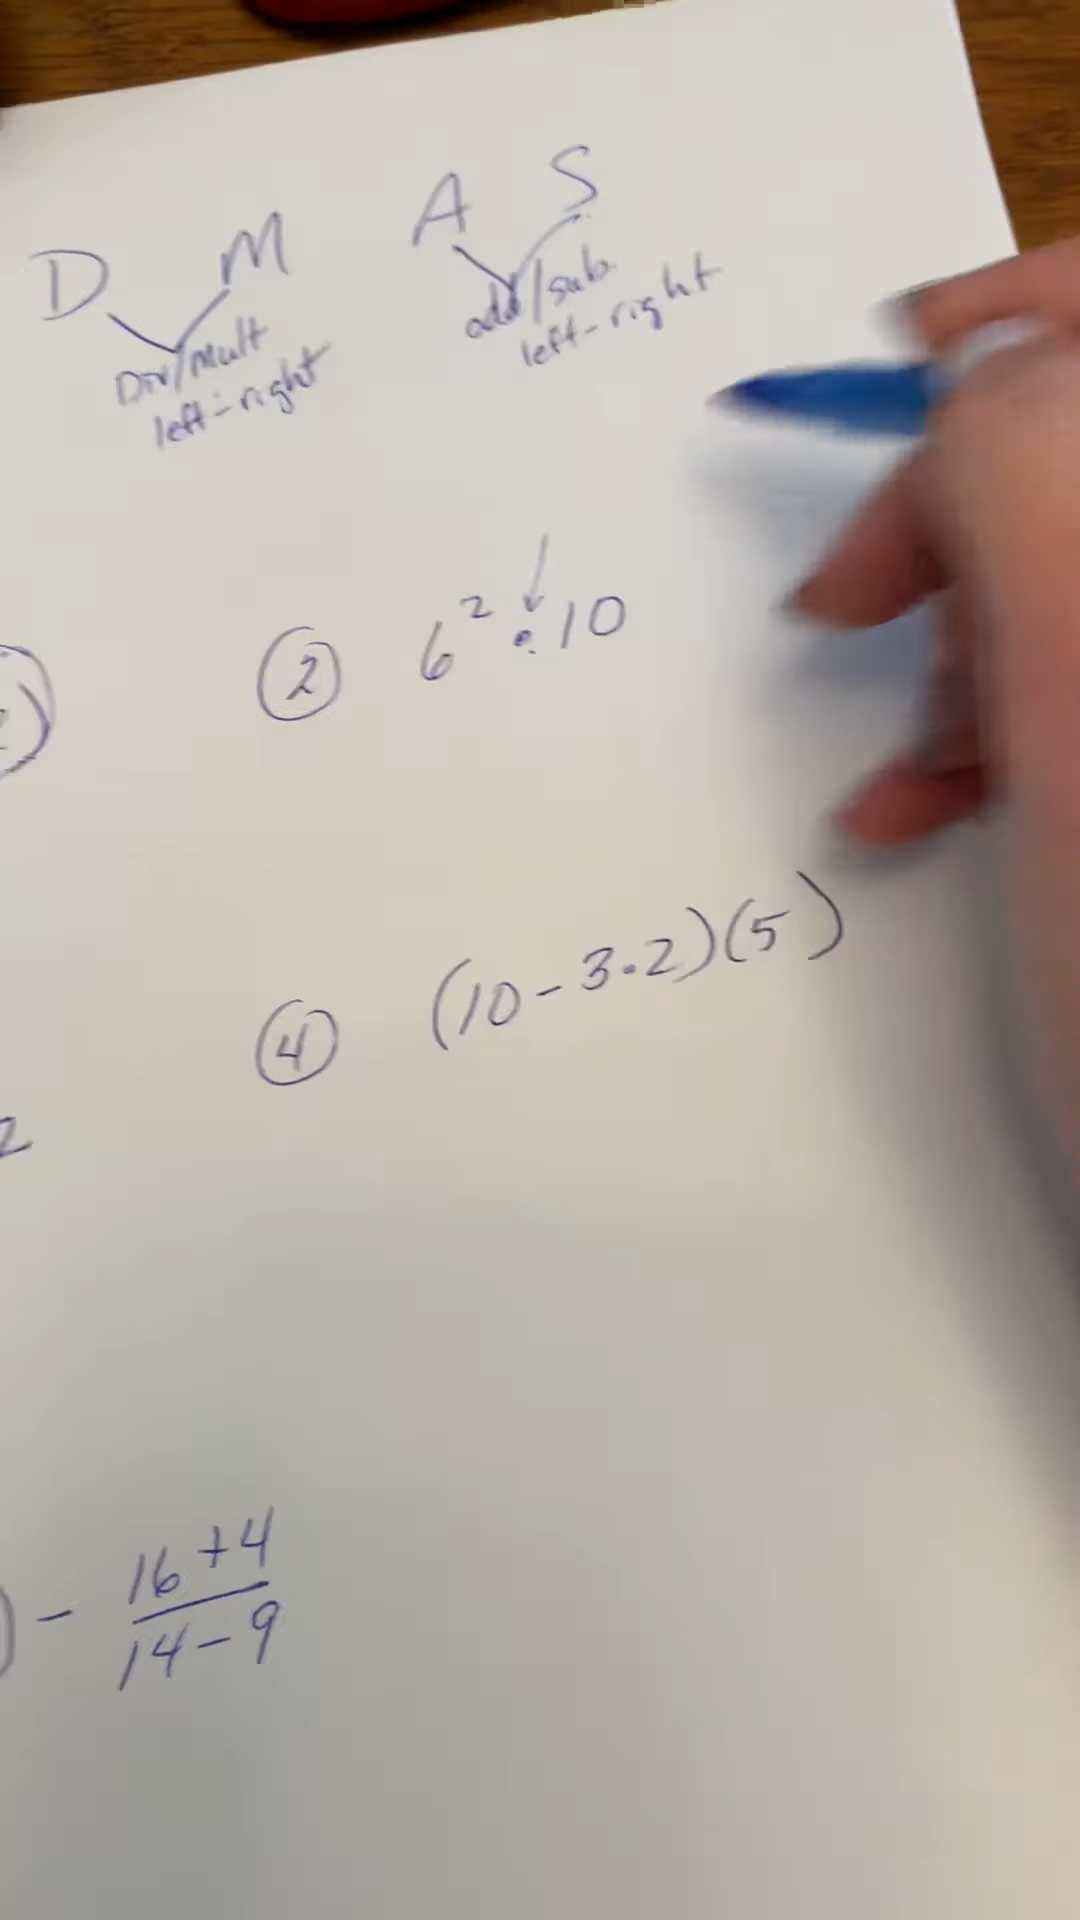 D M A S
Div/Mult add/sub
left-right left-right
② 6² · 10
④ (10 - 3·2)(5)
2
) - 16 + 4
14 - 9